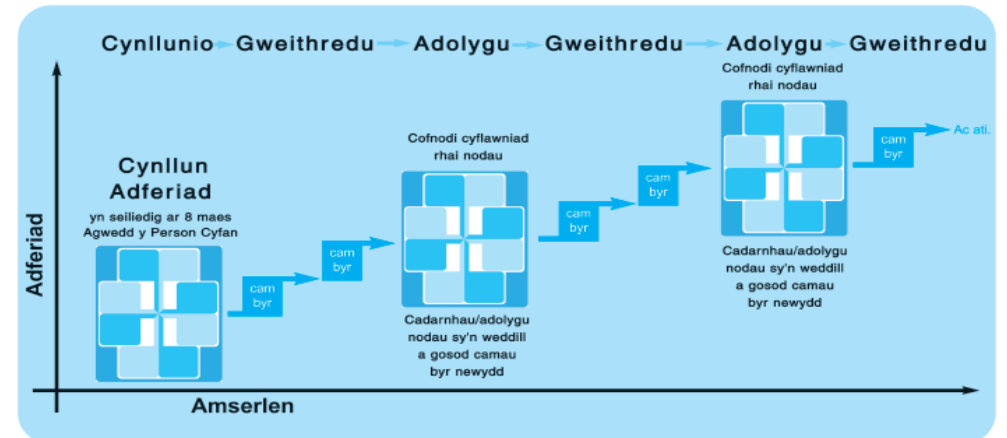 Cynllunio Gweithredu Adolygu Gweithredu Adolygu Gweithredu
Cofnodi cyflawniad
rhai nodau
Cofnodi cyflawniad
rhai nodau
Cynllun
Adferiad
yn seiliedig ar 8 maes
Agwedd y Person Cyfan
cam
byr
cam
byr
cam
byr
cam
byr
cam
byr
Ac ati.
Cadarnhau/adolygu
nodau sy'n weddill
a gosod camau
byr newydd
Cadarnhau/adolygu
nodau sy'n weddill
a gosod camau
byr newydd
Adferiad
Amserlen